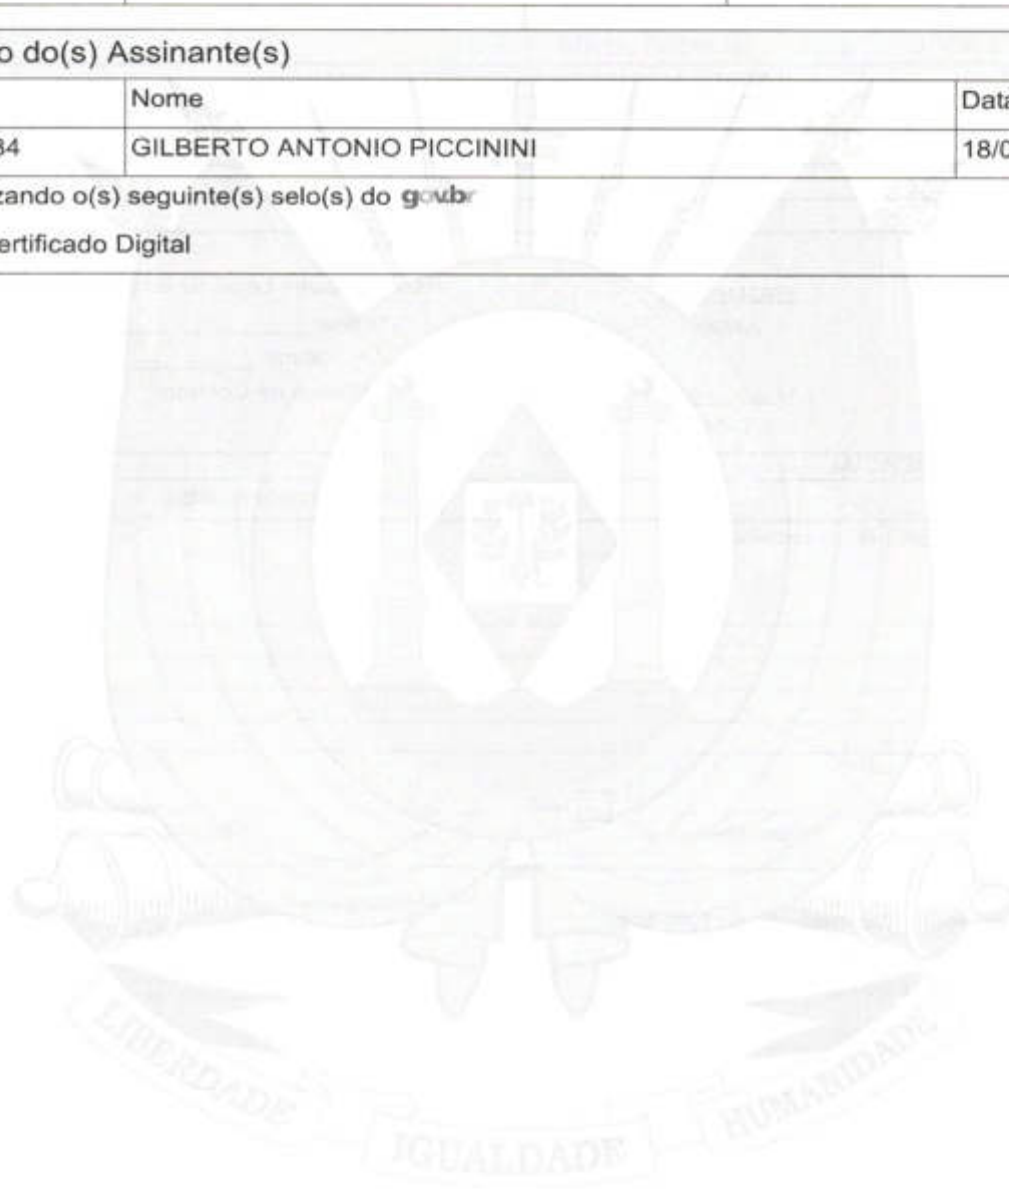 o do(s) Assinante(s)
Nome Data
34 GILBERTO ANTONIO PICCININI 18/0
zando o(s) seguinte(s) selo(s) do gov.br
ertificado Digital
LIBERDADE IGUALDADE HUMANIDADE